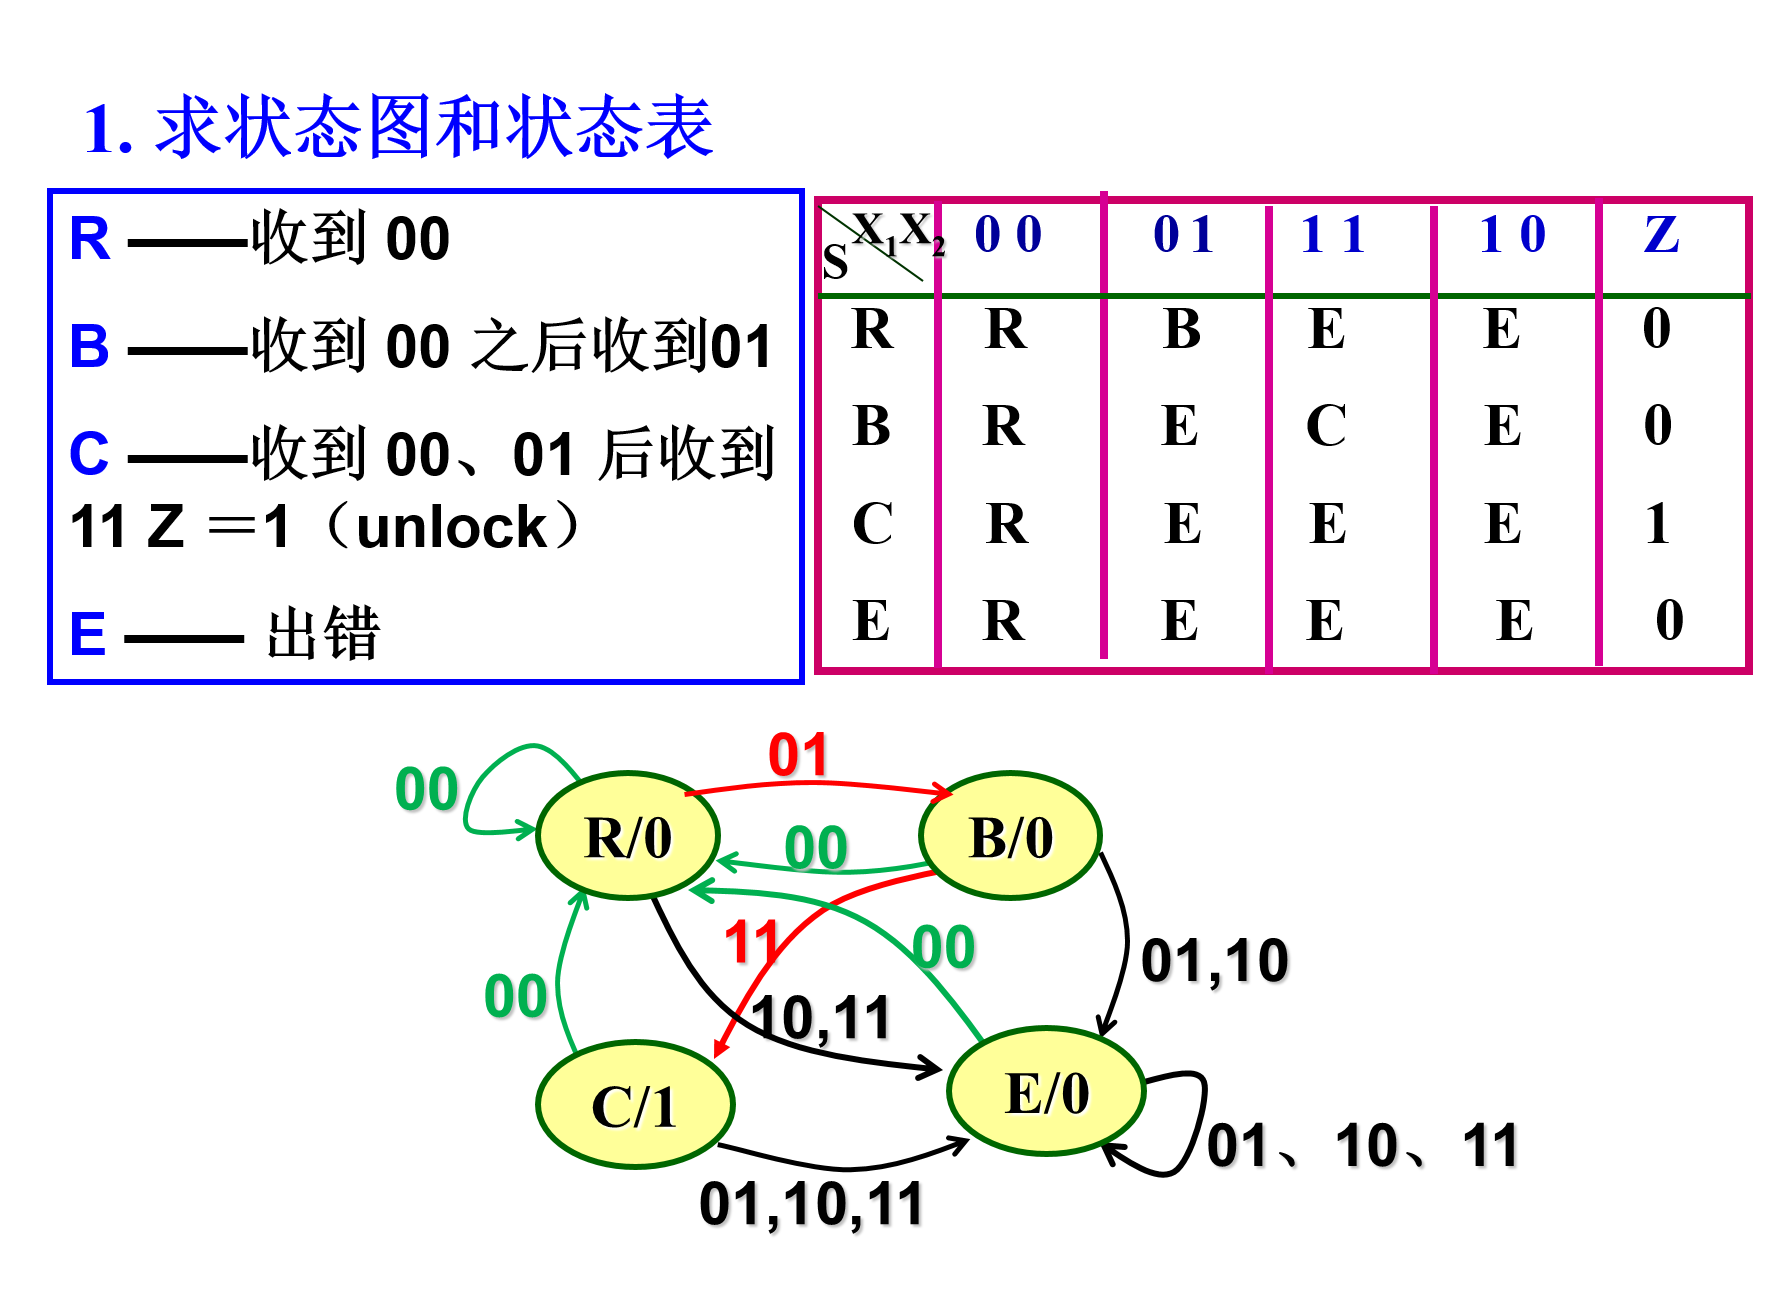 1. 求状态图和状态表
R ——收到 00
B ——收到 00 之后收到01
C ——收到 00、01 后收到
11 Z ＝1（unlock）
E —— 出错
S X1X2 0 0 0 1 1 1 1 0 Z
R R B E E 0
B R E C E 0
C R E E E 1
E R E E E 0
01
00
R/0
00
B/0
11
00
01,10
00
10,11
C/1
E/0
01、10、11
01,10,11